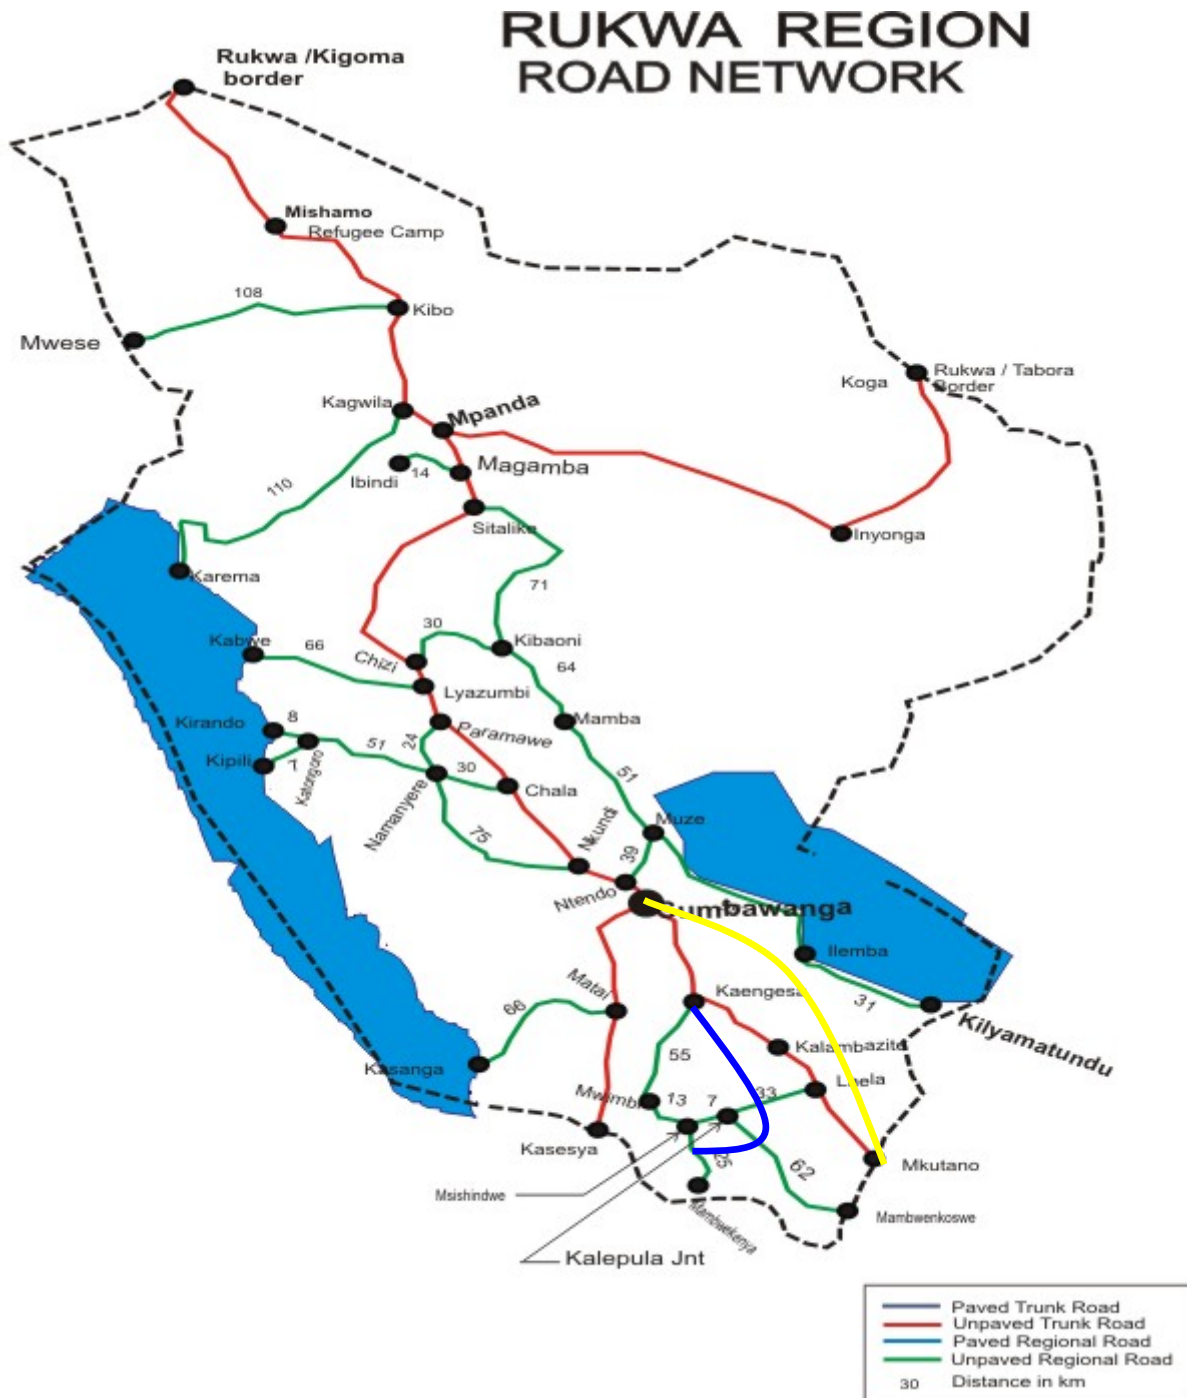 RUKWA REGION
ROAD NETWORK
Rukwa /Kigoma
border
Mishamo
Refugee Camp
108
Kibo
Mwese
Rukwa / Tabora
Border
Koga
Kagwila
Mpanda
Magamba
14
Ibindi
110
Sitalike
Inyonga
Karema
71
30
Kibaoni
Kabwe
66
Chizi
64
Lyazumbi
Kirando
8
Mamba
Paramawe
24
51
Kipili
7
Katongoro
30
51
Chala
Namanyere
75
Nkundi
Muze
39
Ntendo
Sumbawanga
Ilemba
Matai
Kaengesa
31
Kilyamatundu
66
Kalambazite
55
Kasanga
Laela
33
Mwimbi
13
7
Kasesya
25
62
Mkutano
Msishindwe
Mambwekenya
Mambwenkoswe
Kalepula Jnt
Paved Trunk Road
Unpaved Trunk Road
Paved Regional Road
Unpaved Regional Road
30 Distance in km